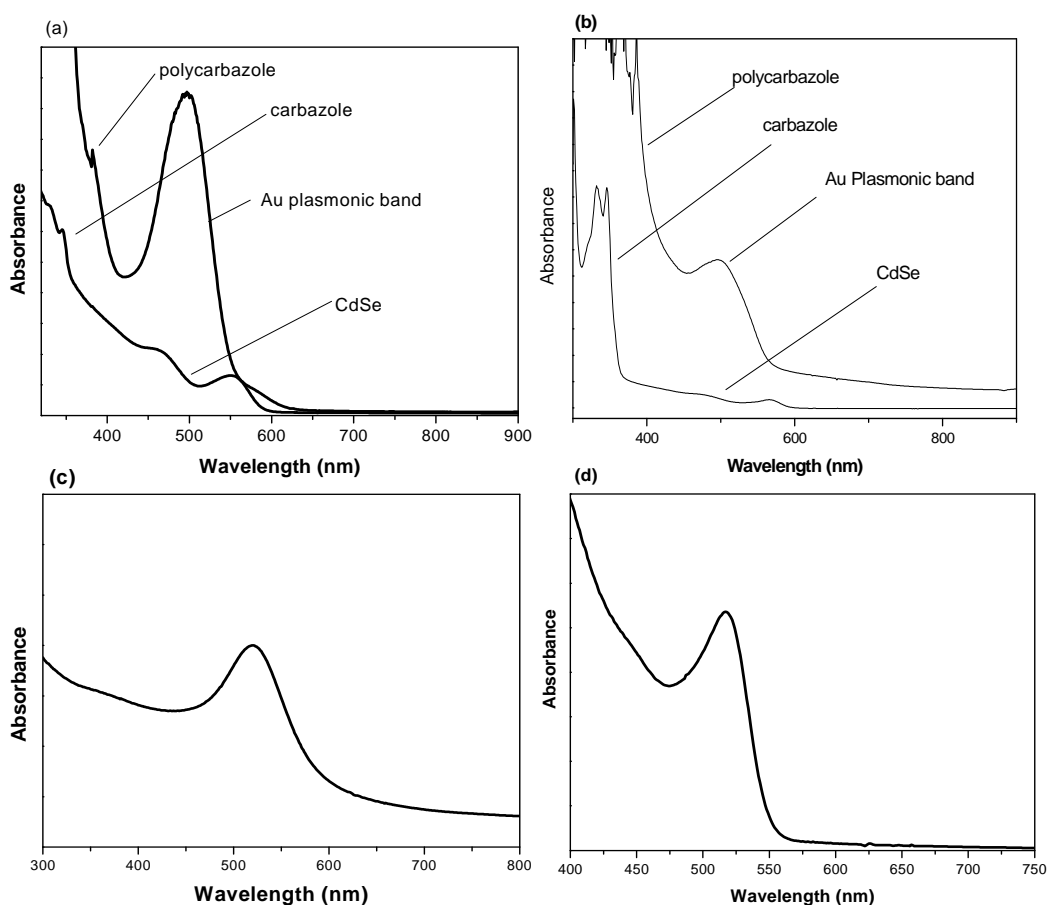 (a)
polycarbazole
carbazole
Au plasmonic band
CdSe
Absorbance
400 500 600 700 800 900
Wavelength (nm)
(b)
polycarbazole
carbazole
Au Plasmonic band
CdSe
Absorbance
400 600 800
Wavelength (nm)
(c)
Absorbance
300 400 500 600 700 800
Wavelength (nm)
(d)
Absorbance
400 450 500 550 600 650 700 750
Wavelength (nm)